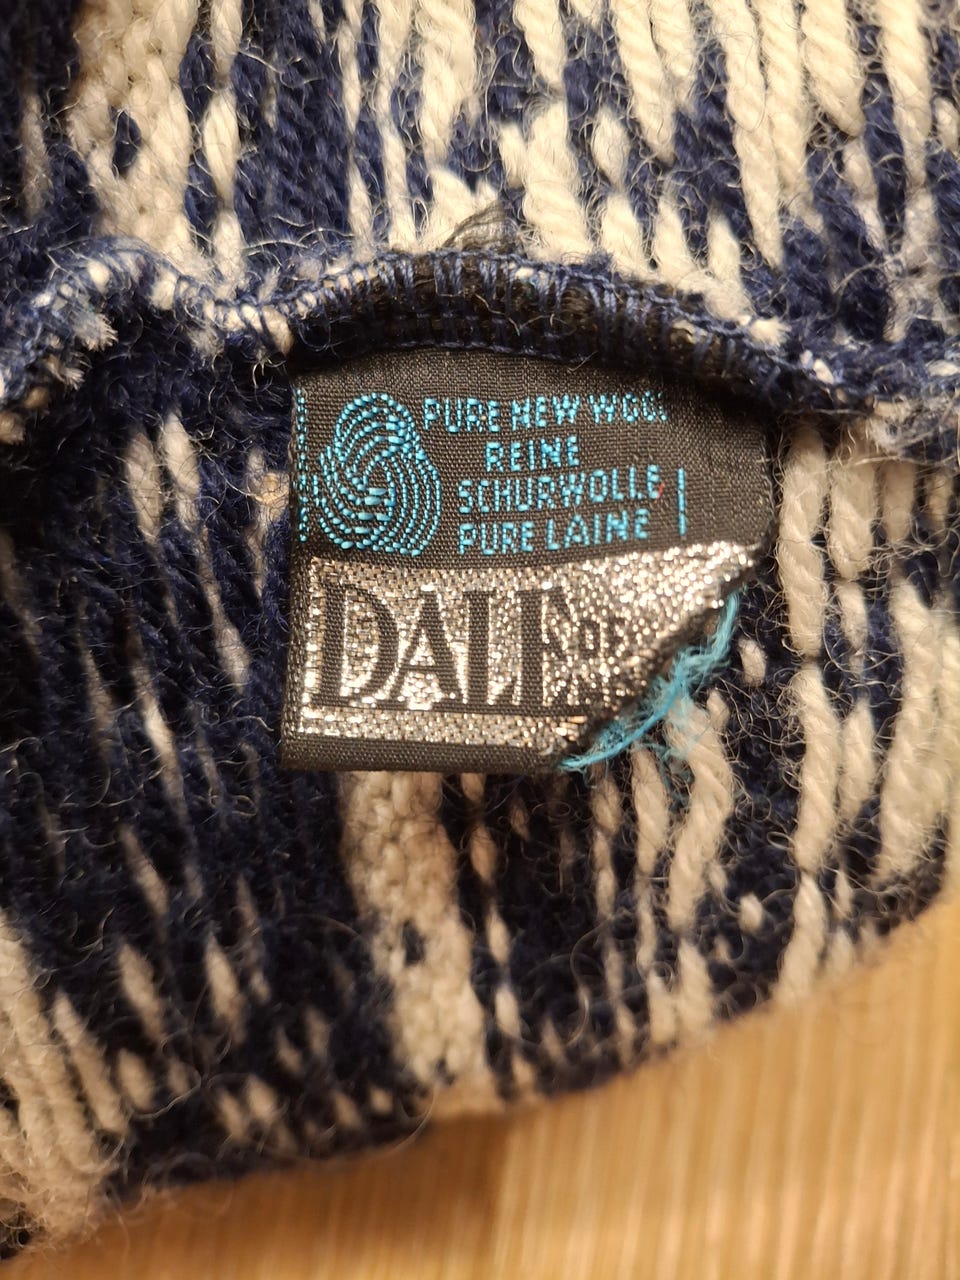 PURE NEW WOOL
REINE
SCHURWOLLE
PURE LAINE
DALE